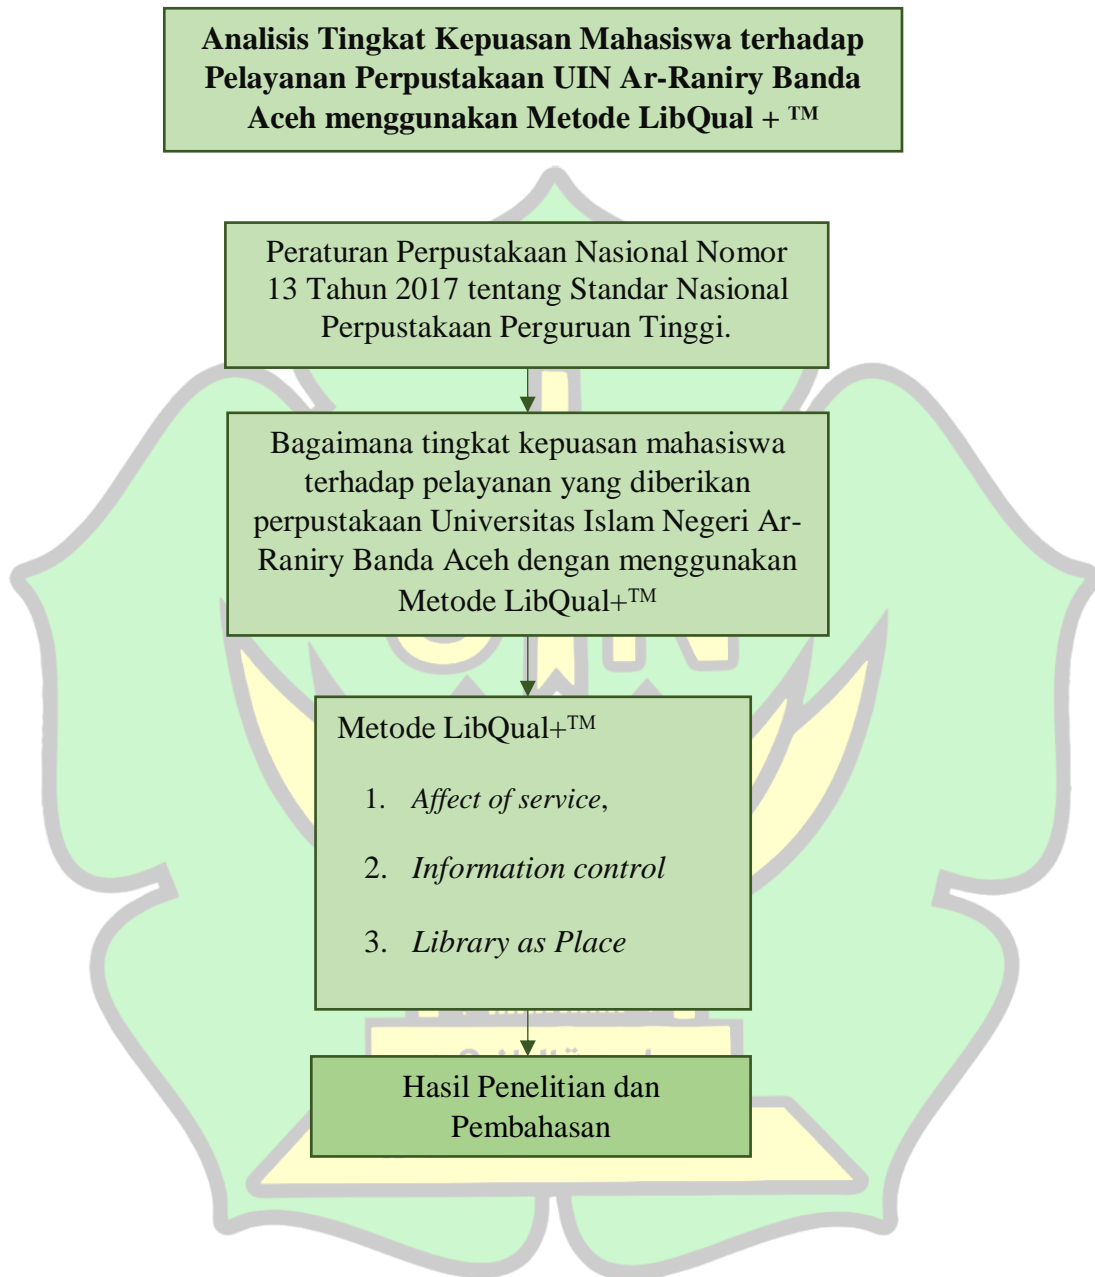 Analisis Tingkat Kepuasan Mahasiswa terhadap
Pelayanan Perpustakaan UIN Ar-Raniry Banda
Aceh menggunakan Metode LibQual + ™
Peraturan Perpustakaan Nasional Nomor
13 Tahun 2017 tentang Standar Nasional
Perpustakaan Perguruan Tinggi.
Bagaimana tingkat kepuasan mahasiswa
terhadap pelayanan yang diberikan
perpustakaan Universitas Islam Negeri Ar-
Raniry Banda Aceh dengan menggunakan
Metode LibQual+™
UIN
Metode LibQual+™
1. Affect of service,
2. Information control
3. Library as Place
Hasil Penelitian dan
Pembahasan